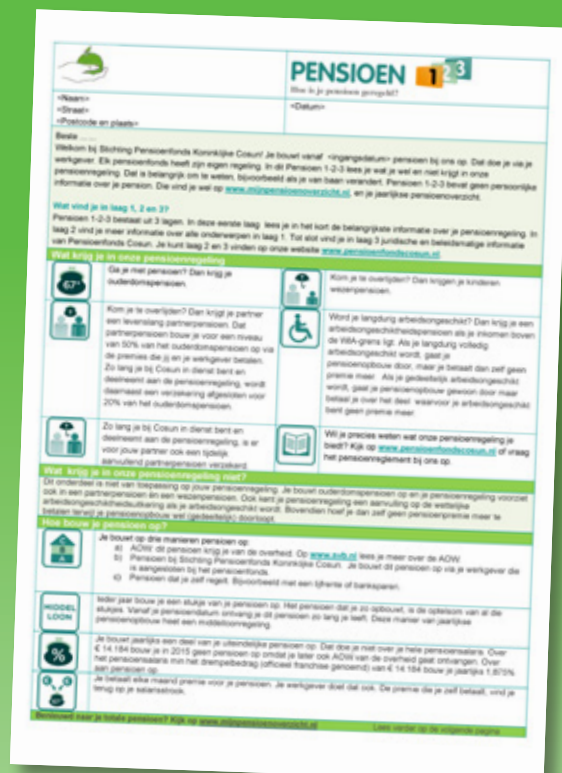 PENSIOEN 1 2 3
Hoe is je pensioen geregeld?
<Naam>
<Straat>
<Postcode en plaats>
<Datum>
Beste ... ...
Welkom bij Stichting Pensioenfonds Koninklijke Cosun! Je bouwt vanaf <ingangsdatum> pensioen bij ons op. Dat doe je via je
werkgever. Elk pensioenfonds heeft zijn eigen regeling. In dit Pensioen 1-2-3 lees je wat je wel en niet krijgt in onze
pensioenregeling. Dat is belangrijk om te weten, bijvoorbeeld als je van baan verandert. Pensioen 1-2-3 bevat geen persoonlijke
informatie over je pension. Die vind je wel op www.mijnpensioenoverzicht.nl, en je jaarlijkse pensioenoverzicht.
Wat vind je in laag 1, 2 en 3?
Pensioen 1-2-3 bestaat uit 3 lagen. In deze eerste laag lees je in het kort de belangrijkste informatie over je pensioenregeling. In
laag 2 vind je meer informatie over alle onderwerpen in laag 1. Tot slot vind je in laag 3 juridische en beleidsmatige informatie
van Pensioenfonds Cosun. Je kunt laag 2 en 3 vinden op onze website www.pensioenfondscosun.nl.
Wat krijg je in onze pensioenregeling
67+
Ga je met pensioen? Dan krijg je
ouderdomspensioen.
Kom je te overlijden? Dan krijgen je kinderen
wezenpensioen.
Kom je te overlijden? Dan krijgt je partner
een levenslang partnerpensioen. Dat
partnerpensioen bouw je voor een niveau
van 50% van het ouderdomspensioen op via
de premies die jij en je werkgever betalen.
Zo lang je bij Cosun in dienst bent en
deelneemt aan de pensioenregeling, wordt
daarnaast een verzekering afgesloten voor
20% van het ouderdomspensioen.
Word je langdurig arbeidsongeschikt? Dan krijg je een
arbeidsongeschiktheidspensioen als je inkomen boven
de WIA-grens ligt. Als je langdurig volledig
arbeidsongeschikt wordt, gaat je
pensioenopbouw door, maar je betaalt dan zelf geen
premie meer. Als je gedeeltelijk arbeidsongeschikt
wordt, gaat je pensioenopbouw gewoon door maar
betaal je over het deel waarvoor je arbeidsongeschikt
bent geen premie meer.
Zo lang je bij Cosun in dienst bent en
deelneemt aan de pensioenregeling, is er
voor jouw partner ook een tijdelijk
aanvullend partnerpensioen verzekerd.
Wil je precies weten wat onze pensioenregeling je
biedt? Kijk op www.pensioenfondscosun.nl of vraag
het pensioenreglement bij ons op.
Wat krijg je in onze pensioenregeling niet?
Dit onderdeel is niet van toepassing op jouw pensioenregeling. Je bouwt ouderdomspensioen op en je pensioenregeling voorziet
ook in een partnerpensioen én een wezenpensioen. Ook kent je pensioenregeling een aanvulling op de wettelijke
arbeidsongeschiktheidsuitkering als je arbeidsongeschikt wordt. Bovendien hoef je dan zelf geen pensioenpremie meer te
betalen terwijl je pensioenopbouw wel (gedeeltelijk) doorloopt.
Hoe bouw je pensioen op?
C
B
A
Je bouwt op drie manieren pensioen op:
a) AOW: dit pensioen krijg je van de overheid. Op www.svb.nl lees je meer over de AOW.
b) Pensioen bij Stichting Pensioenfonds Koninklijke Cosun. Je bouwt dit pensioen op via je werkgever die
is aangesloten bij het pensioenfonds.
c) Pensioen dat je zelf regelt. Bijvoorbeeld met een lijfrente of banksparen.
MIDDEL
LOON
Ieder jaar bouw je een stukje van je pensioen op. Het pensioen dat je zo opbouwt, is de optelsom van al die
stukjes. Vanaf je pensioendatum ontvang je dit pensioen zo lang je leeft. Deze manier van jaarlijkse
pensioenopbouw heet een middelloonregeling.
%
Je bouwt jaarlijks een deel van je uiteindelijke pensioen op. Dat doe je niet over je hele pensioensalaris. Over
€ 14.184 bouw je in 2015 geen pensioen op omdat je later ook AOW van de overheid gaat ontvangen. Over
het pensioensalaris min het drempelbedrag (officieel franchise genoemd) van € 14.184 bouw je jaarlijks 1,875%
aan pensioen op.
Je betaalt elke maand premie voor je pensioen. Je werkgever doet dat ook. De premie die je zelf betaalt, vind je
terug op je salarisstrook.
Benieuwd naar je totale pensioen? Kijk op www.mijnpensioenoverzicht.nl
Lees verder op de volgende pagina